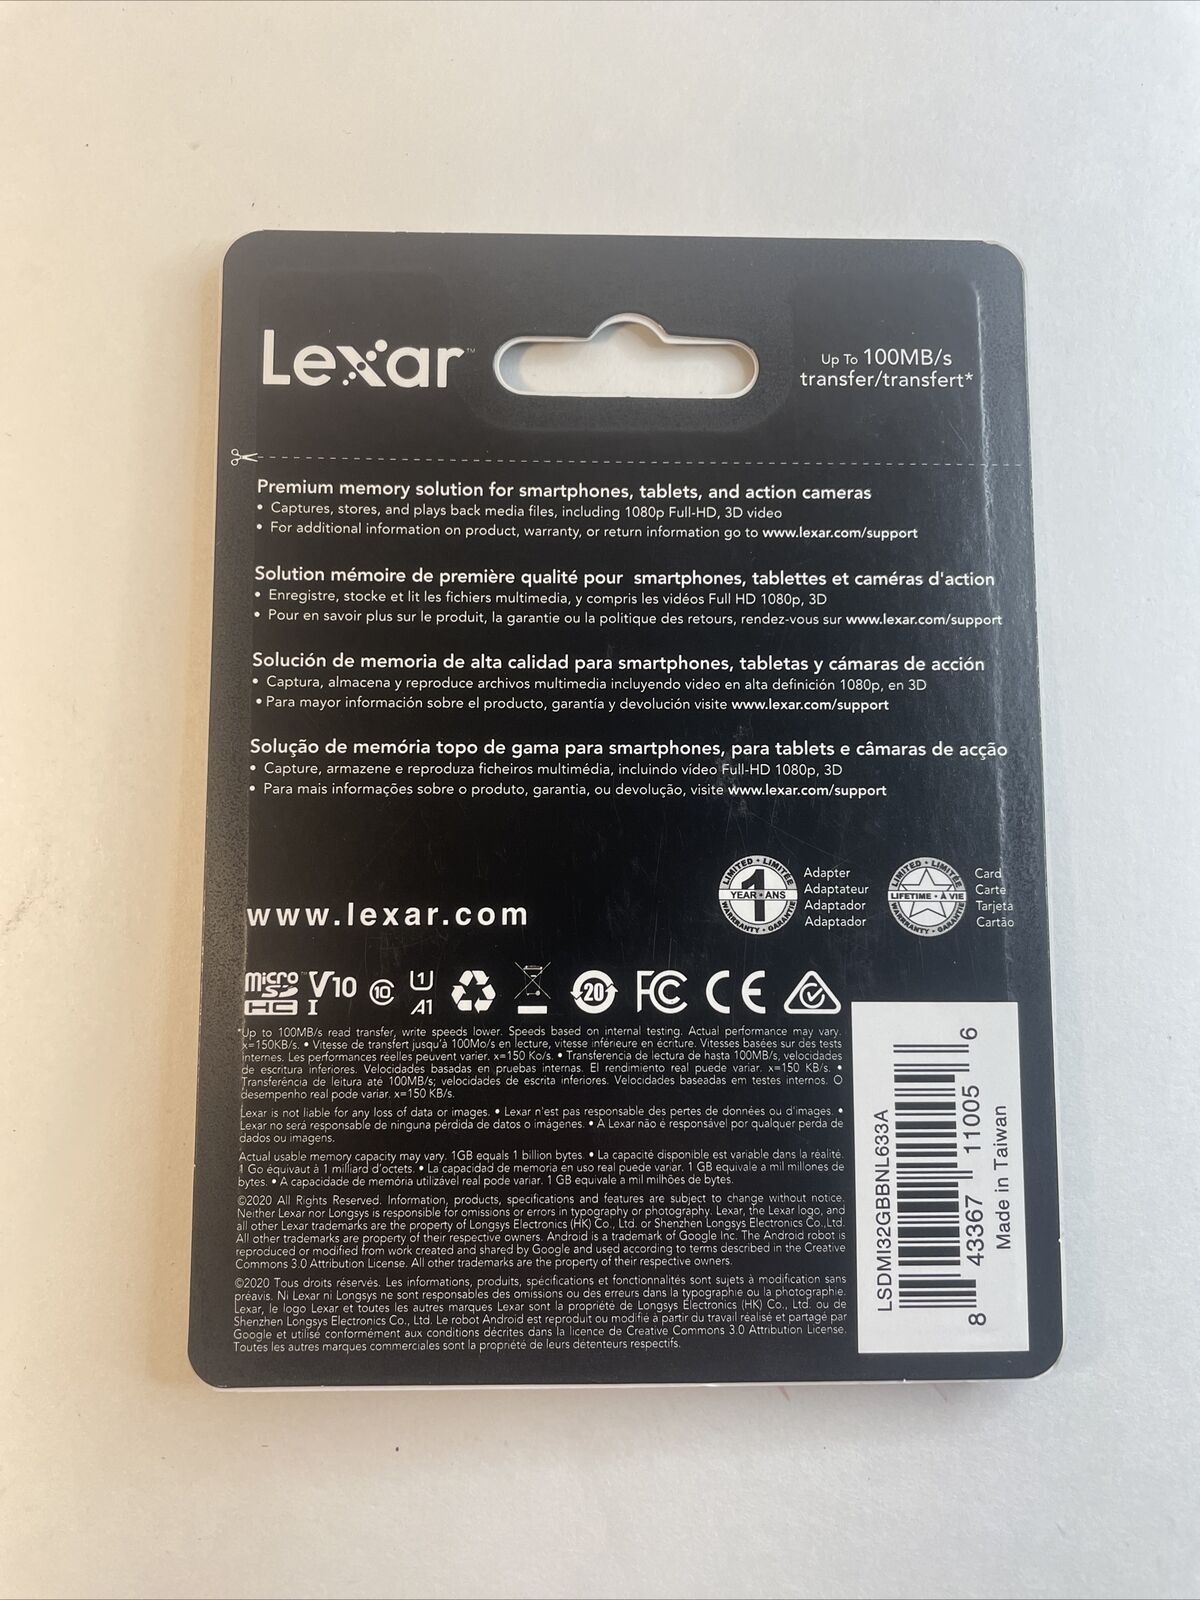 Lexar™
Up To 100MB/s
transfer/transfert*
Premium memory solution for smartphones, tablets, and action cameras
• Captures, stores, and plays back media files, including 1080p Full-HD, 3D video
• For additional information on product, warranty, or return information go to www.lexar.com/support
Solution mémoire de première qualité pour smartphones, tablettes et caméras d'action
• Enregistre, stocke et lit les fichiers multimedia, y compris les vidéos Full HD 1080p, 3D
• Pour en savoir plus sur le produit, la garantie ou la politique des retours, rendez-vous sur www.lexar.com/support
Solución de memoria de alta calidad para smartphones, tabletas y cámaras de acción
• Captura, almacena y reproduce archivos multimedia incluyendo video en alta definición 1080p, en 3D
• Para mayor información sobre el producto, garantía y devolución visite www.lexar.com/support
Solução de memória topo de gama para smartphones, para tablets e câmaras de acção
• Capture, armazene e reproduza ficheiros multimédia, incluindo vídeo Full-HD 1080p, 3D
• Para mais informações sobre o produto, garantia, ou devolução, visite www.lexar.com/support
LIMITED • LIMITÉE
1
YEAR • ANS
WARRANTY • GARANTIE
Adapter
Adaptateur
Adaptador
Adaptador
LIMITED • LIMITÉE
LIFETIME • À VIE
WARRANTY • GARANTIE
Card
Carte
Tarjeta
Cartão
www.lexar.com
micro SD HC I V10 10 1 A1 20 FC CE
*Up to 100MB/s read transfer, write speeds lower. Speeds based on internal testing. Actual performance may vary.
x=150KB/s. • Vitesse de transfert jusqu'à 100Mo/s en lecture, vitesse inférieure en écriture. Vitesses basées sur des tests
internes. Les performances réelles peuvent varier. x=150 Ko/s. • Transferencia de lectura de hasta 100MB/s, velocidades
de escritura inferiores. Velocidades basadas en pruebas internas. El rendimiento real puede variar. x=150 KB/s. •
Transferência de leitura até 100MB/s; velocidades de escrita inferiores. Velocidades baseadas em testes internos. O
desempenho real pode variar. x=150 KB/s.
Lexar is not liable for any loss of data or images. • Lexar n'est pas responsable des pertes de données ou d'images. •
Lexar no será responsable de ninguna pérdida de datos o imágenes. • A Lexar não é responsável por qualquer perda de
dados ou imagens.
Actual usable memory capacity may vary. 1GB equals 1 billion bytes. • La capacité disponible est variable dans la réalité.
1 Go équivaut à 1 milliard d'octets. • La capacidad de memoria en uso real puede variar. 1 GB equivale a mil millones de
bytes. • A capacidade de memória utilizável real pode variar. 1 GB equivale a mil milhões de bytes.
©2020 All Rights Reserved. Information, products, specifications and features are subject to change without notice.
Neither Lexar nor Longsys is responsible for omissions or errors in typography or photography. Lexar, the Lexar logo, and
all other Lexar trademarks are the property of Longsys Electronics (HK) Co., Ltd. or Shenzhen Longsys Electronics Co.,Ltd.
All other trademarks are property of their respective owners. Android is a trademark of Google Inc. The Android robot is
reproduced or modified from work created and shared by Google and used according to terms described in the Creative
Commons 3.0 Attribution License. All other trademarks are the property of their respective owners.
©2020 Tous droits réservés. Les informations, produits, spécifications et fonctionnalités sont sujets à modification sans
préavis. Ni Lexar ni Longsys ne sont responsables des omissions ou des erreurs dans la typographie ou la photographie.
Lexar, le logo Lexar et toutes les autres marques Lexar sont la propriété de Longsys Electronics (HK) Co., Ltd. ou de
Shenzhen Longsys Electronics Co., Ltd. Le robot Android est reproduit ou modifié à partir du travail réalisé et partagé par
Google et utilisé conformément aux conditions décrites dans la licence de Creative Commons 3.0 Attribution License.
Toutes les autres marques commerciales sont la propriété de leurs détenteurs respectifs.
LSDMI32GBBNL633A
8 43367 11005 6
Made in Taiwan